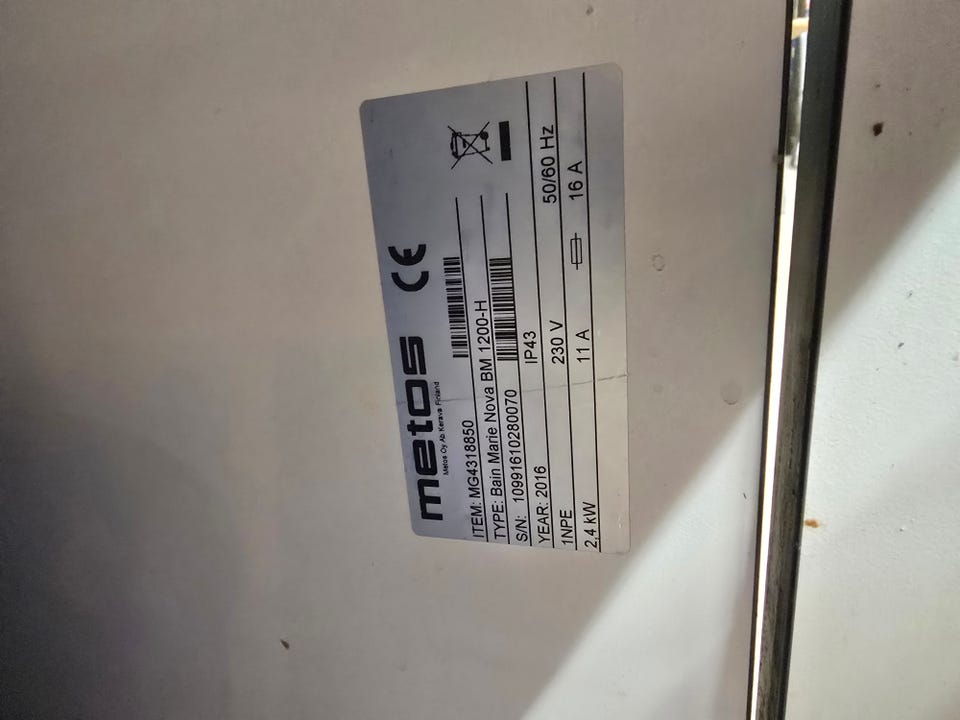 metos CE
Metos Oy Ab Kerava Finland
ITEM: MG4318850
TYPE: Bain Marie Nova BM 1200-H
S/N: 10991610280070
YEAR: 2016 IP43
1NPE 230 V 50/60 Hz
2,4 kW 11 A 16 A